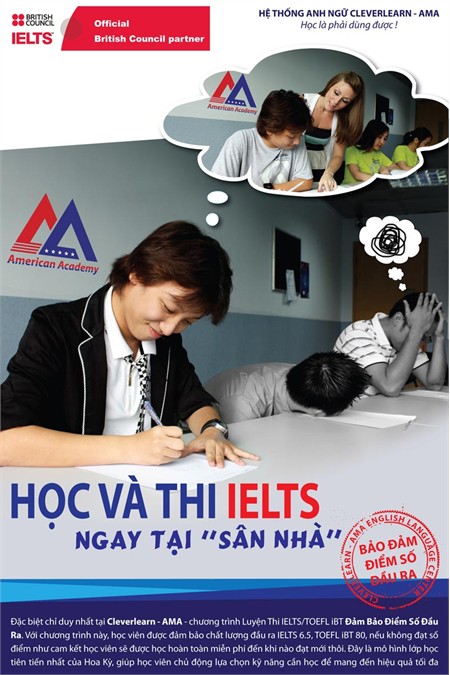 BRITISH COUNCIL
IELTS™
Official
British Council partner
HỆ THỐNG ANH NGỮ CLEVERLEARN - AMA
Học là phải dùng được !
American Academy
American Academy
HỌC VÀ THI IELTS
NGAY TẠI "SÂN NHÀ"
CLEVERLEARN - AMA ENGLISH LANGUAGE CENTER
BẢO ĐẢM
ĐIỂM SỐ
ĐẦU RA
Đặc biệt chỉ duy nhất tại Cleverlearn - AMA - chương trình Luyện Thi IELTS/TOEFL iBT Đảm Bảo Điểm Số Đầu
Ra. Với chương trình này, học viên được đảm bảo chất lượng đầu ra IELTS 6.5, TOEFL iBT 80, nếu không đạt số
điểm như cam kết học viên sẽ được học hoàn toàn miễn phí đến khi nào đạt mới thôi. Đây là mô hình lớp học
tiên tiến nhất của Hoa Kỳ, giúp học viên chủ động lựa chọn kỹ năng cần học để mang đến hiệu quả tối đa